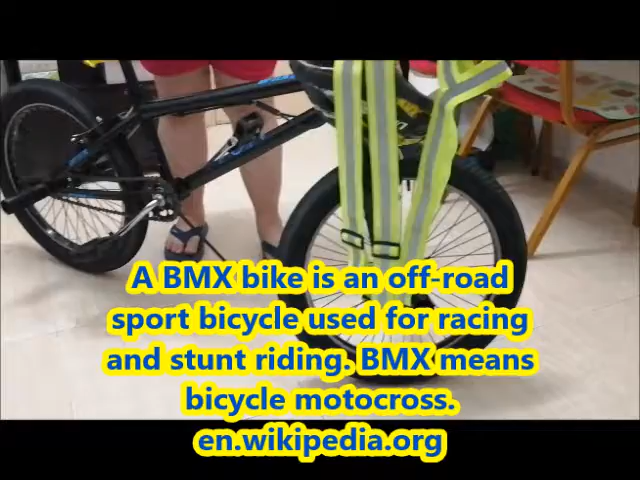 A BMX bike is an off-road
sport bicycle used for racing
and stunt riding. BMX means
bicycle motocross.
en.wikipedia.org